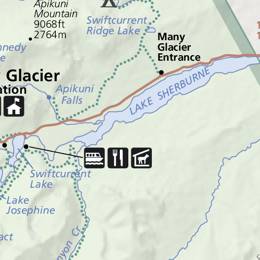 Apikuni
Mountain
9068ft
2764m
Swiftcurrent
Ridge Lake
Many
Glacier
Entrance
Glacier
Apikuni
Falls
LAKE SHERBURNE
Swiftcurrent
Lake
Lake
Josephine